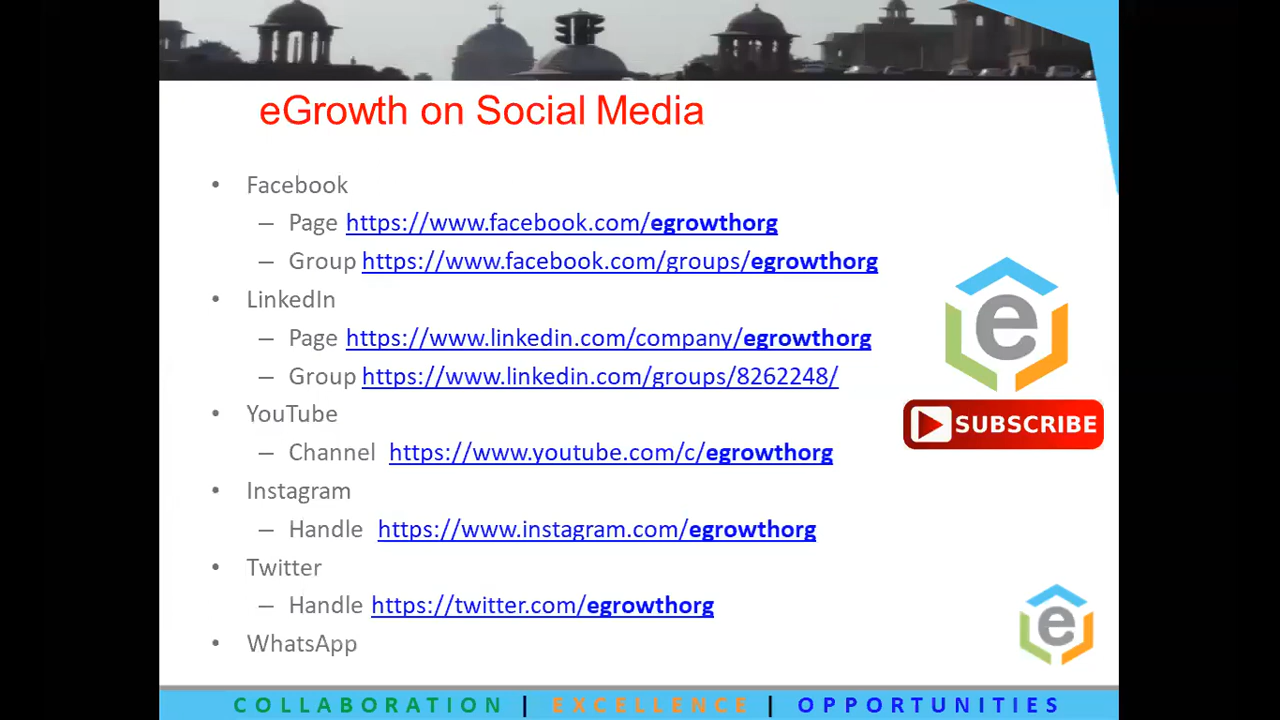 eGrowth on Social Media
• Facebook
– Page https://www.facebook.com/egrowthorg
– Group https://www.facebook.com/groups/egrowthorg
• LinkedIn
– Page https://www.linkedin.com/company/egrowthorg
– Group https://www.linkedin.com/groups/8262248/
• YouTube
– Channel https://www.youtube.com/c/egrowthorg
• Instagram
– Handle https://www.instagram.com/egrowthorg
• Twitter
– Handle https://twitter.com/egrowthorg
• WhatsApp
e
SUBSCRIBE
e
COLLABORATION | EXCELLENCE | OPPORTUNITIES